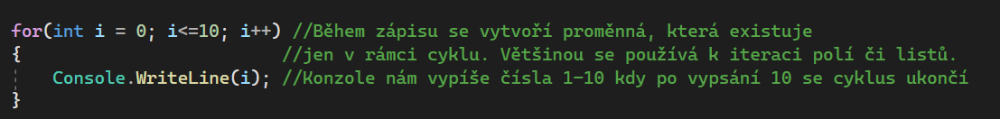 for(int i = 0; i<=10; i++) //Během zápisu se vytvoří proměnná, která existuje
{ //jen v rámci cyklu. Většinou se používá k iteraci polí či listů.
Console.WriteLine(i); //Konzole nám vypíše čísla 1-10 kdy po vypsání 10 se cyklus ukončí
}